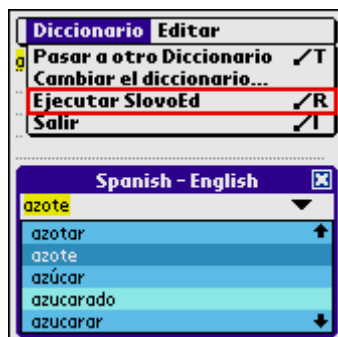 Diccionario Editar
Pasar a otro Diccionario /T
Cambiar el diccionario...
Ejecutar SlovoEd /R
Salir /I
Spanish - English
azote
azotar
azote
azúcar
azucarado
azucarar